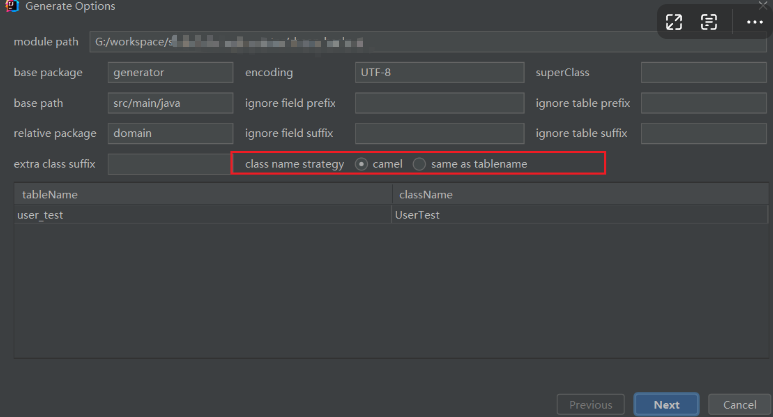 Generate Options
module path G:/workspace/s
base package generator encoding UTF-8 superClass
base path src/main/java ignore field prefix ignore table prefix
relative package domain ignore field suffix ignore table suffix
extra class suffix class name strategy camel same as tablename
tableName className
user_test UserTest
Previous Next Cancel